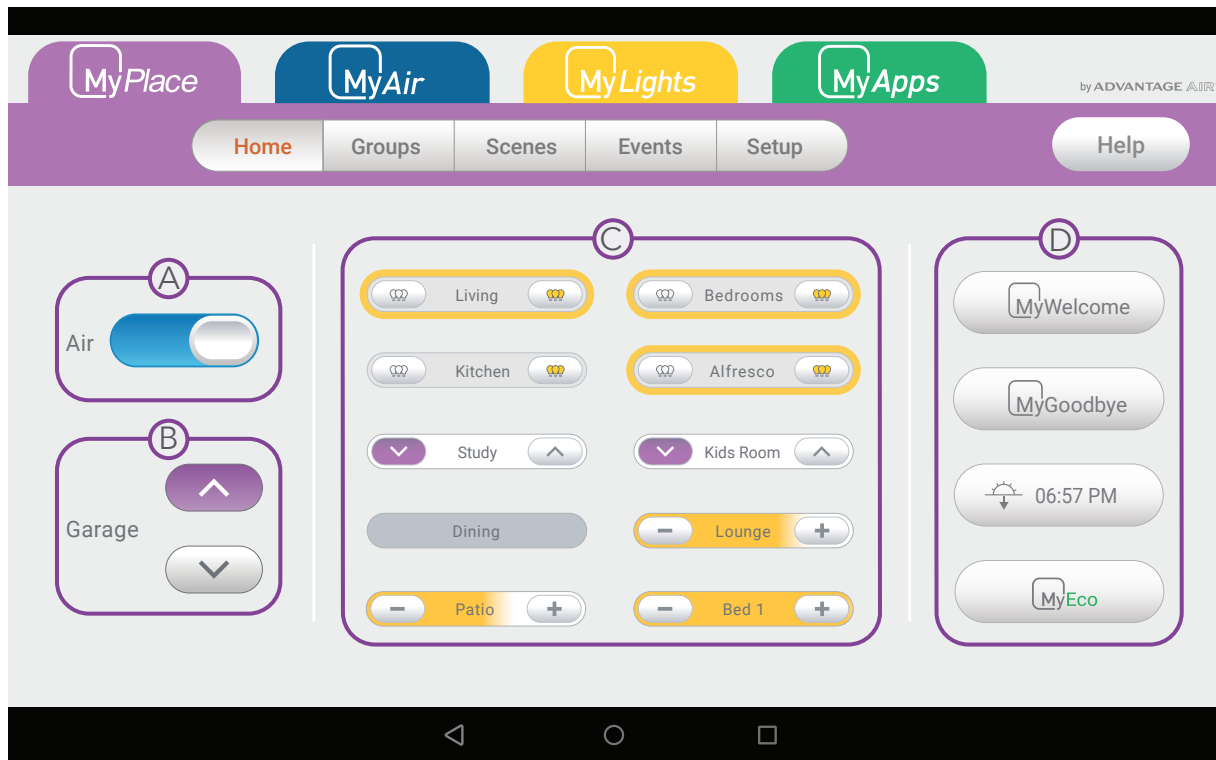 MyPlace
MyAir
MyLights
MyApps
by ADVANTAGE AIR
Home
Groups
Scenes
Events
Setup
Help
A
Air
B
Garage
C
Living
Bedrooms
Kitchen
Alfresco
Study
Kids Room
Dining
Lounge
Patio
Bed 1
D
MyWelcome
MyGoodbye
06:57 PM
MyEco